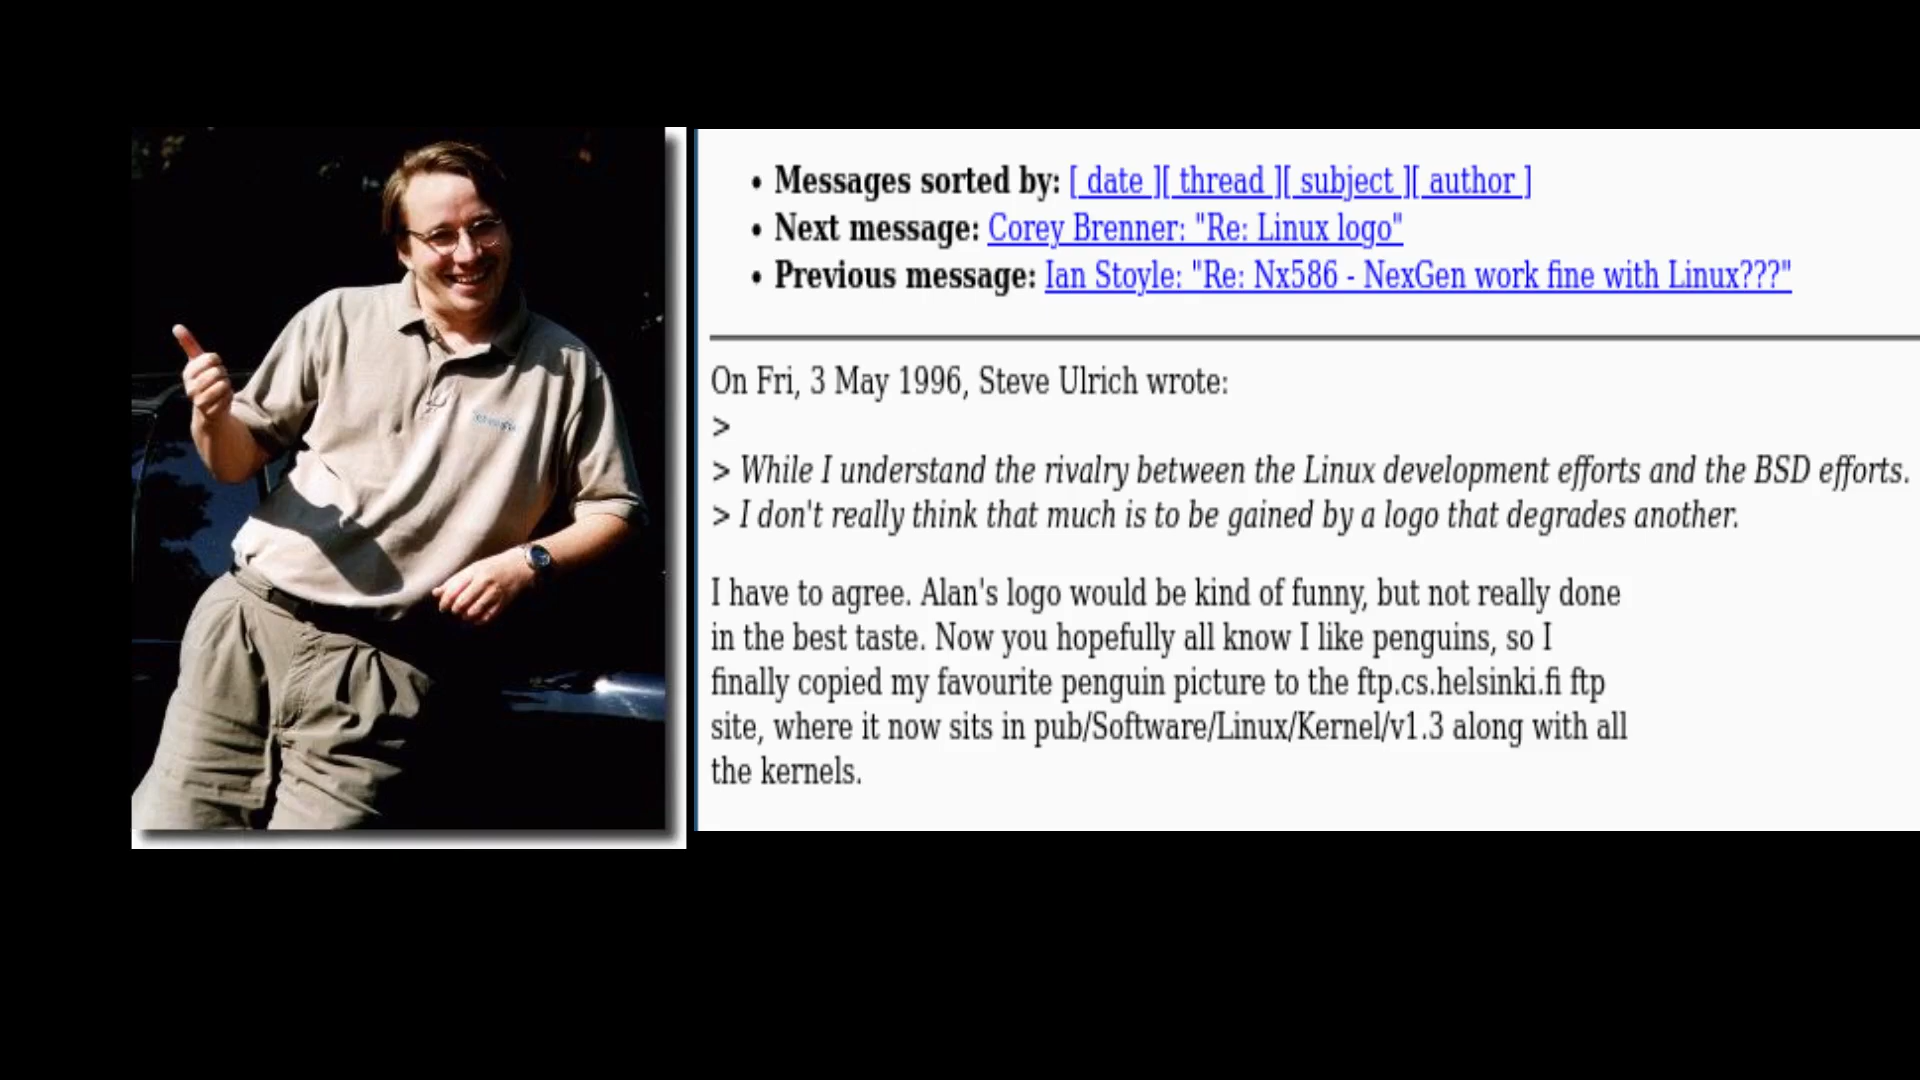 Messages sorted by: [ date ][ thread ][ subject ][ author ]
Next message: Corey Brenner: "Re: Linux logo"
Previous message: Ian Stoyle: "Re: Nx586 - NexGen work fine with Linux???"
On Fri, 3 May 1996, Steve Ulrich wrote:
>
> While I understand the rivalry between the Linux development efforts and the BSD efforts.
> I don't really think that much is to be gained by a logo that degrades another.
I have to agree. Alan's logo would be kind of funny, but not really done
in the best taste. Now you hopefully all know I like penguins, so I
finally copied my favourite penguin picture to the ftp.cs.helsinki.fi ftp
site, where it now sits in pub/Software/Linux/Kernel/v1.3 along with all
the kernels.